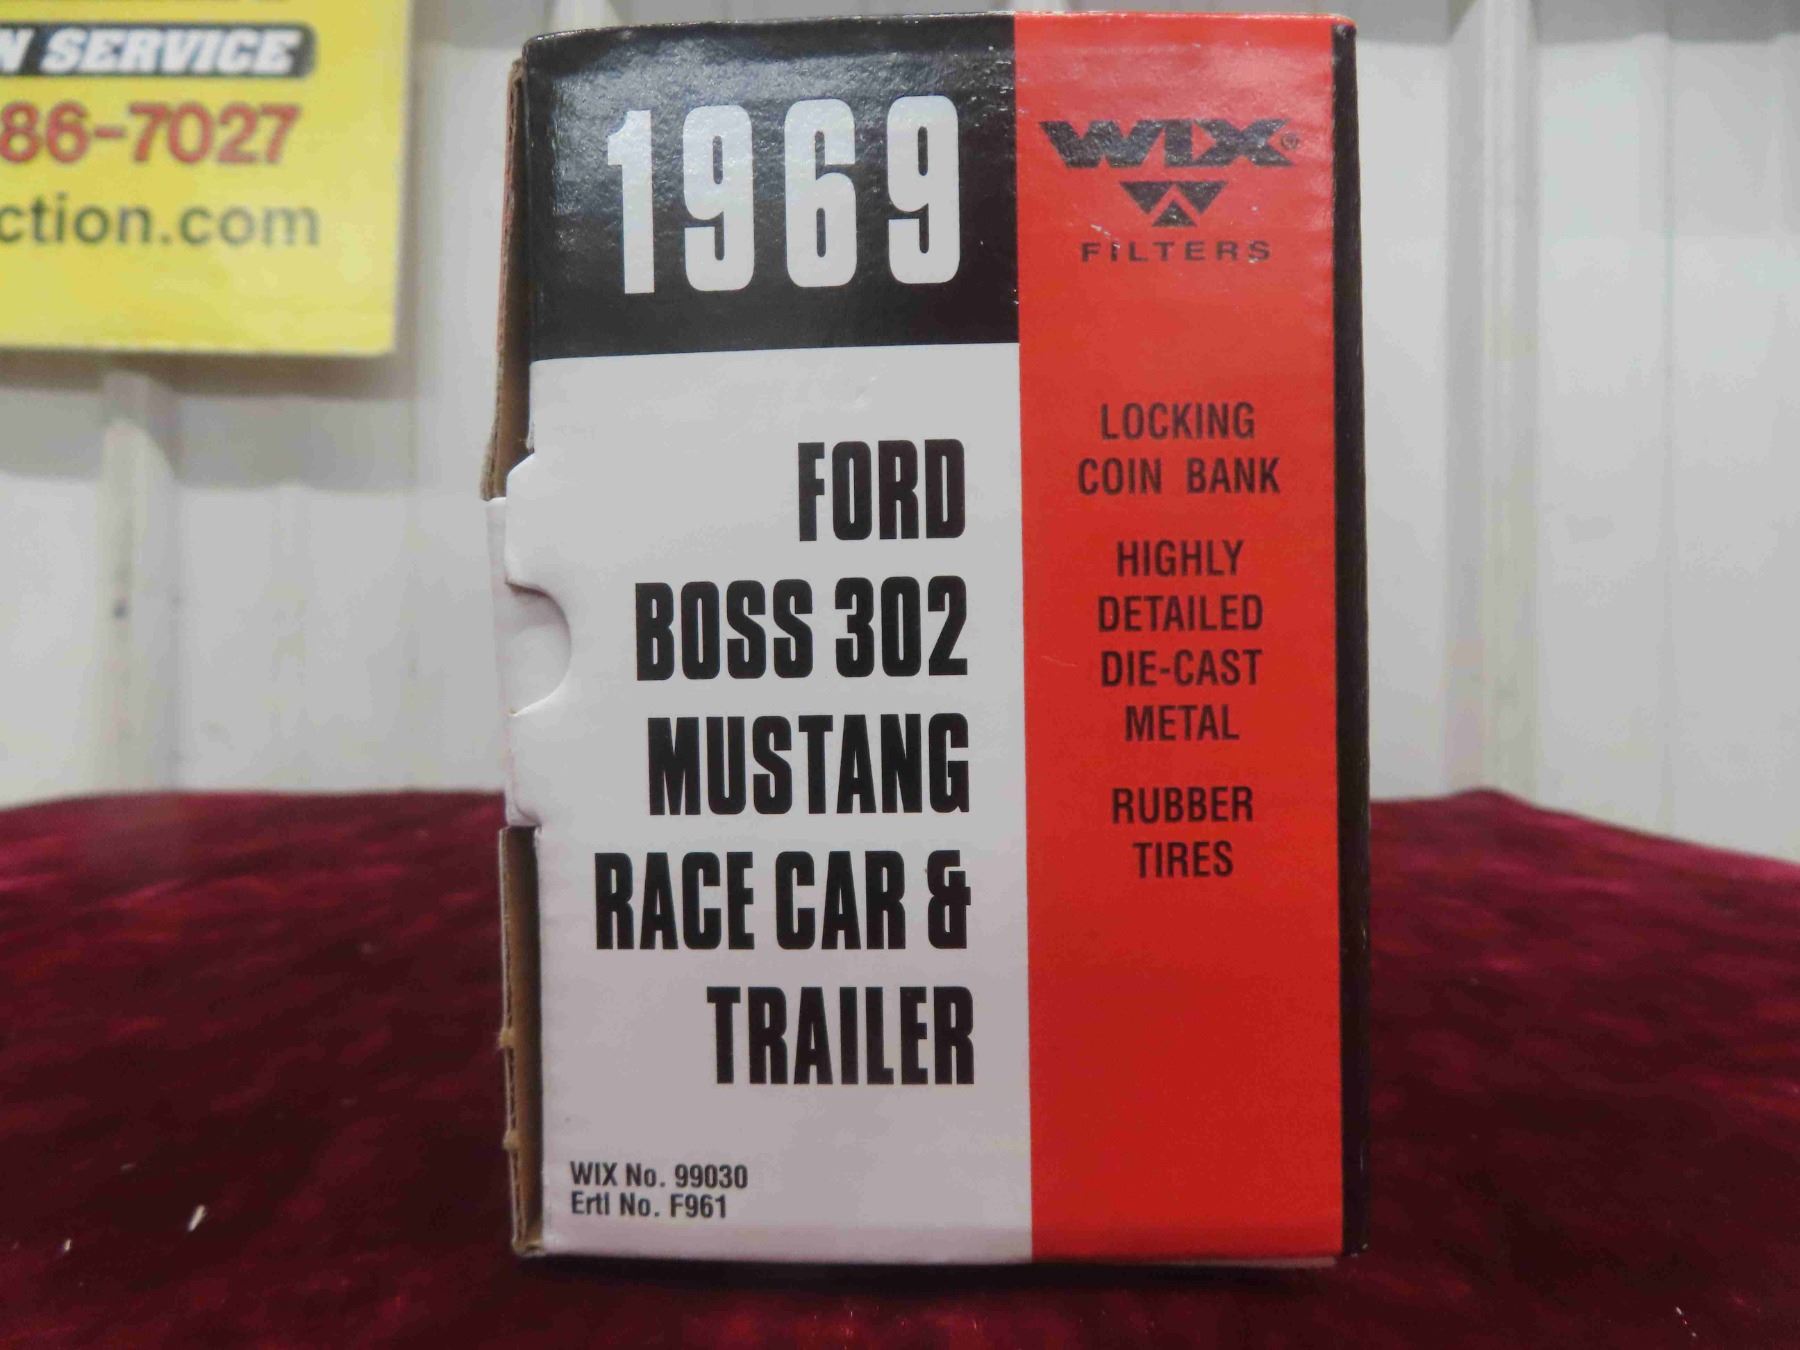 N SERVICE
86-7027
ction.com
1969
FORD
BOSS 302
MUSTANG
RACE CAR &
TRAILER
WIX No. 99030
Ertl No. F961
WIX®
FILTERS
LOCKING
COIN BANK
HIGHLY
DETAILED
DIE-CAST
METAL
RUBBER
TIRES